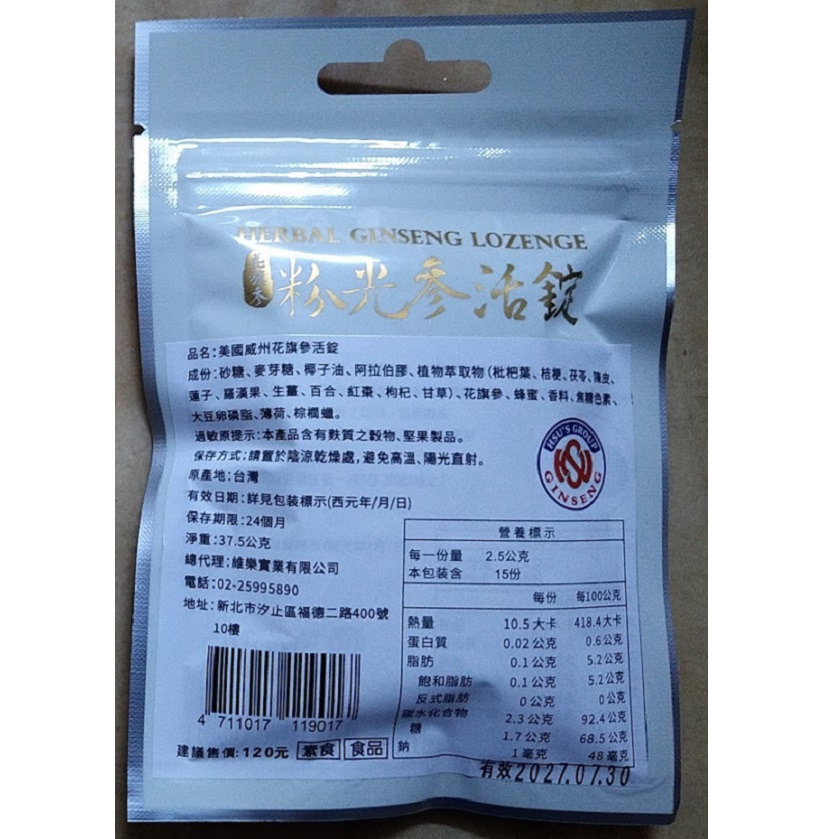 HERBAL GINSENG LOZENGE
花旗參
粉光參活錠
品名:美國威州花旗參活錠
成份:砂糖、麥芽糖、椰子油、阿拉伯膠、植物萃取物(枇杷葉、桔梗、茯苓、陳皮、
蓮子、羅漢果、生薑、百合、紅棗、枸杞、甘草)、花旗參、蜂蜜、香料、焦糖色素、
大豆卵磷脂、薄荷、棕櫚蠟。
過敏原提示:本產品含有麩質之穀物、堅果製品。
保存方式:請置於陰涼乾燥處,避免高溫、陽光直射。
原產地:台灣
有效日期:詳見包裝標示(西元年/月/日)
保存期限:24個月
淨重:37.5公克
總代理:維樂實業有限公司
電話:02-25995890
地址:新北市汐止區福德二路400號
10樓
4 711017 119017
建議售價:120元 素食 食品
HSU'S GROUP
GINSENG
營養標示
每一份量 2.5公克
本包裝含 15份
每份 每100公克
熱量 10.5大卡 418.4大卡
蛋白質 0.02公克 0.6公克
脂肪 0.1公克 5.2公克
飽和脂肪 0.1公克 5.2公克
反式脂肪 0公克 0公克
碳水化合物 2.3公克 92.4公克
糖 1.7公克 68.5公克
鈉 1毫克 48毫克
有效2027.07.30